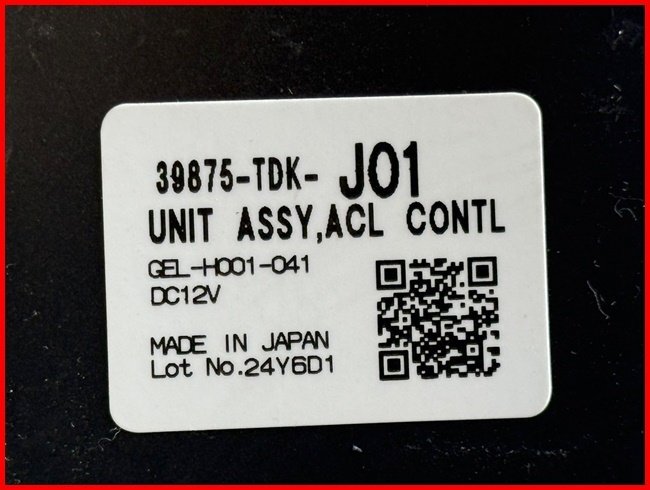 39875-TDK- J01
UNIT ASSY,ACL CONTL
GEL-H001-041
DC12V
MADE IN JAPAN
Lot No.24Y6D1